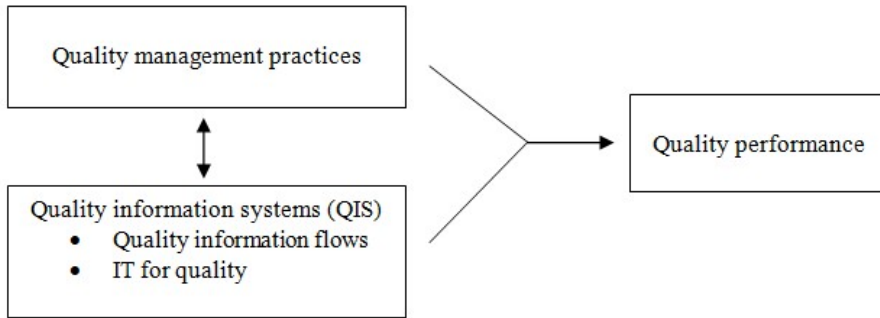 Quality management practices
Quality performance
Quality information systems (QIS)
• Quality information flows
• IT for quality